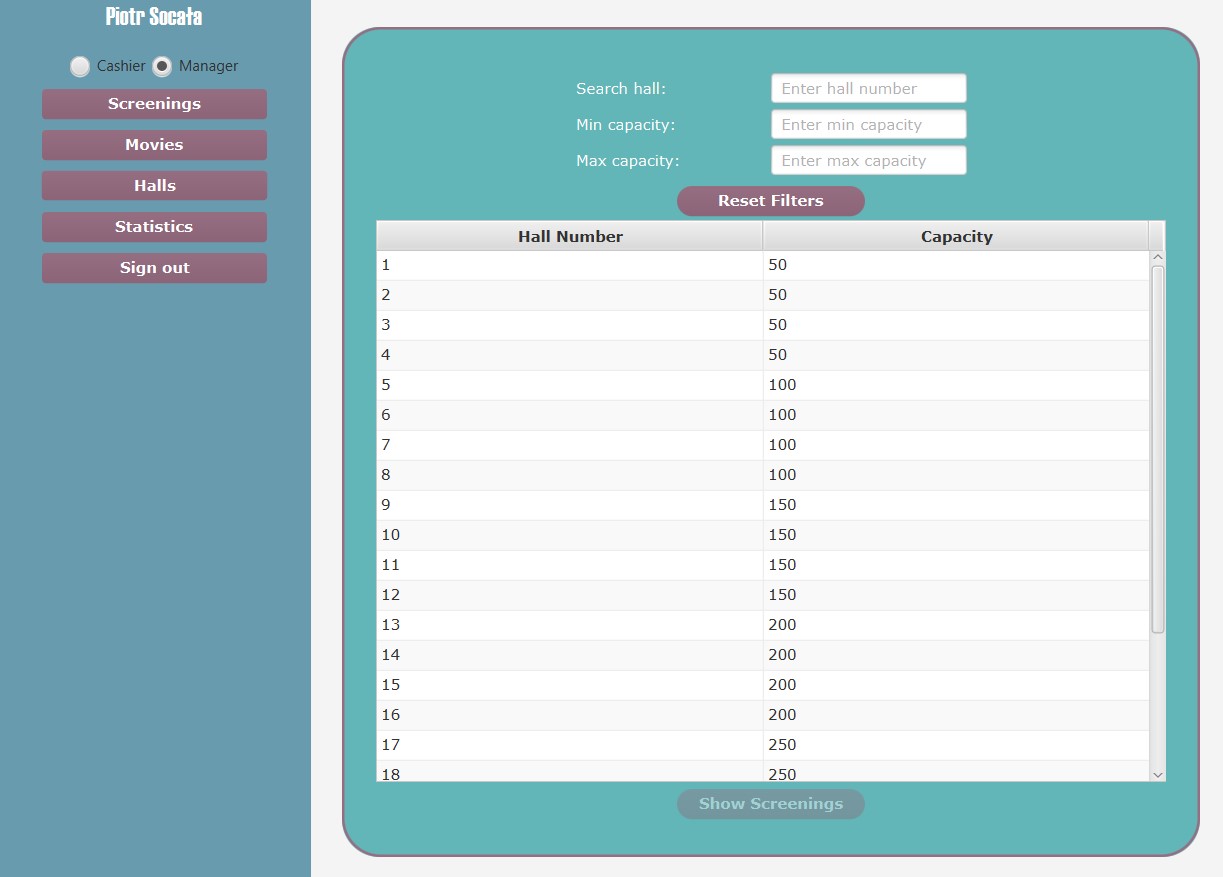 Piotr Socała
Cashier Manager
Screenings
Movies
Halls
Statistics
Sign out
Search hall: Enter hall number
Min capacity: Enter min capacity
Max capacity: Enter max capacity
Reset Filters
Hall Number Capacity
1 50
2 50
3 50
4 50
5 100
6 100
7 100
8 100
9 150
10 150
11 150
12 150
13 200
14 200
15 200
16 200
17 250
18 250
Show Screenings